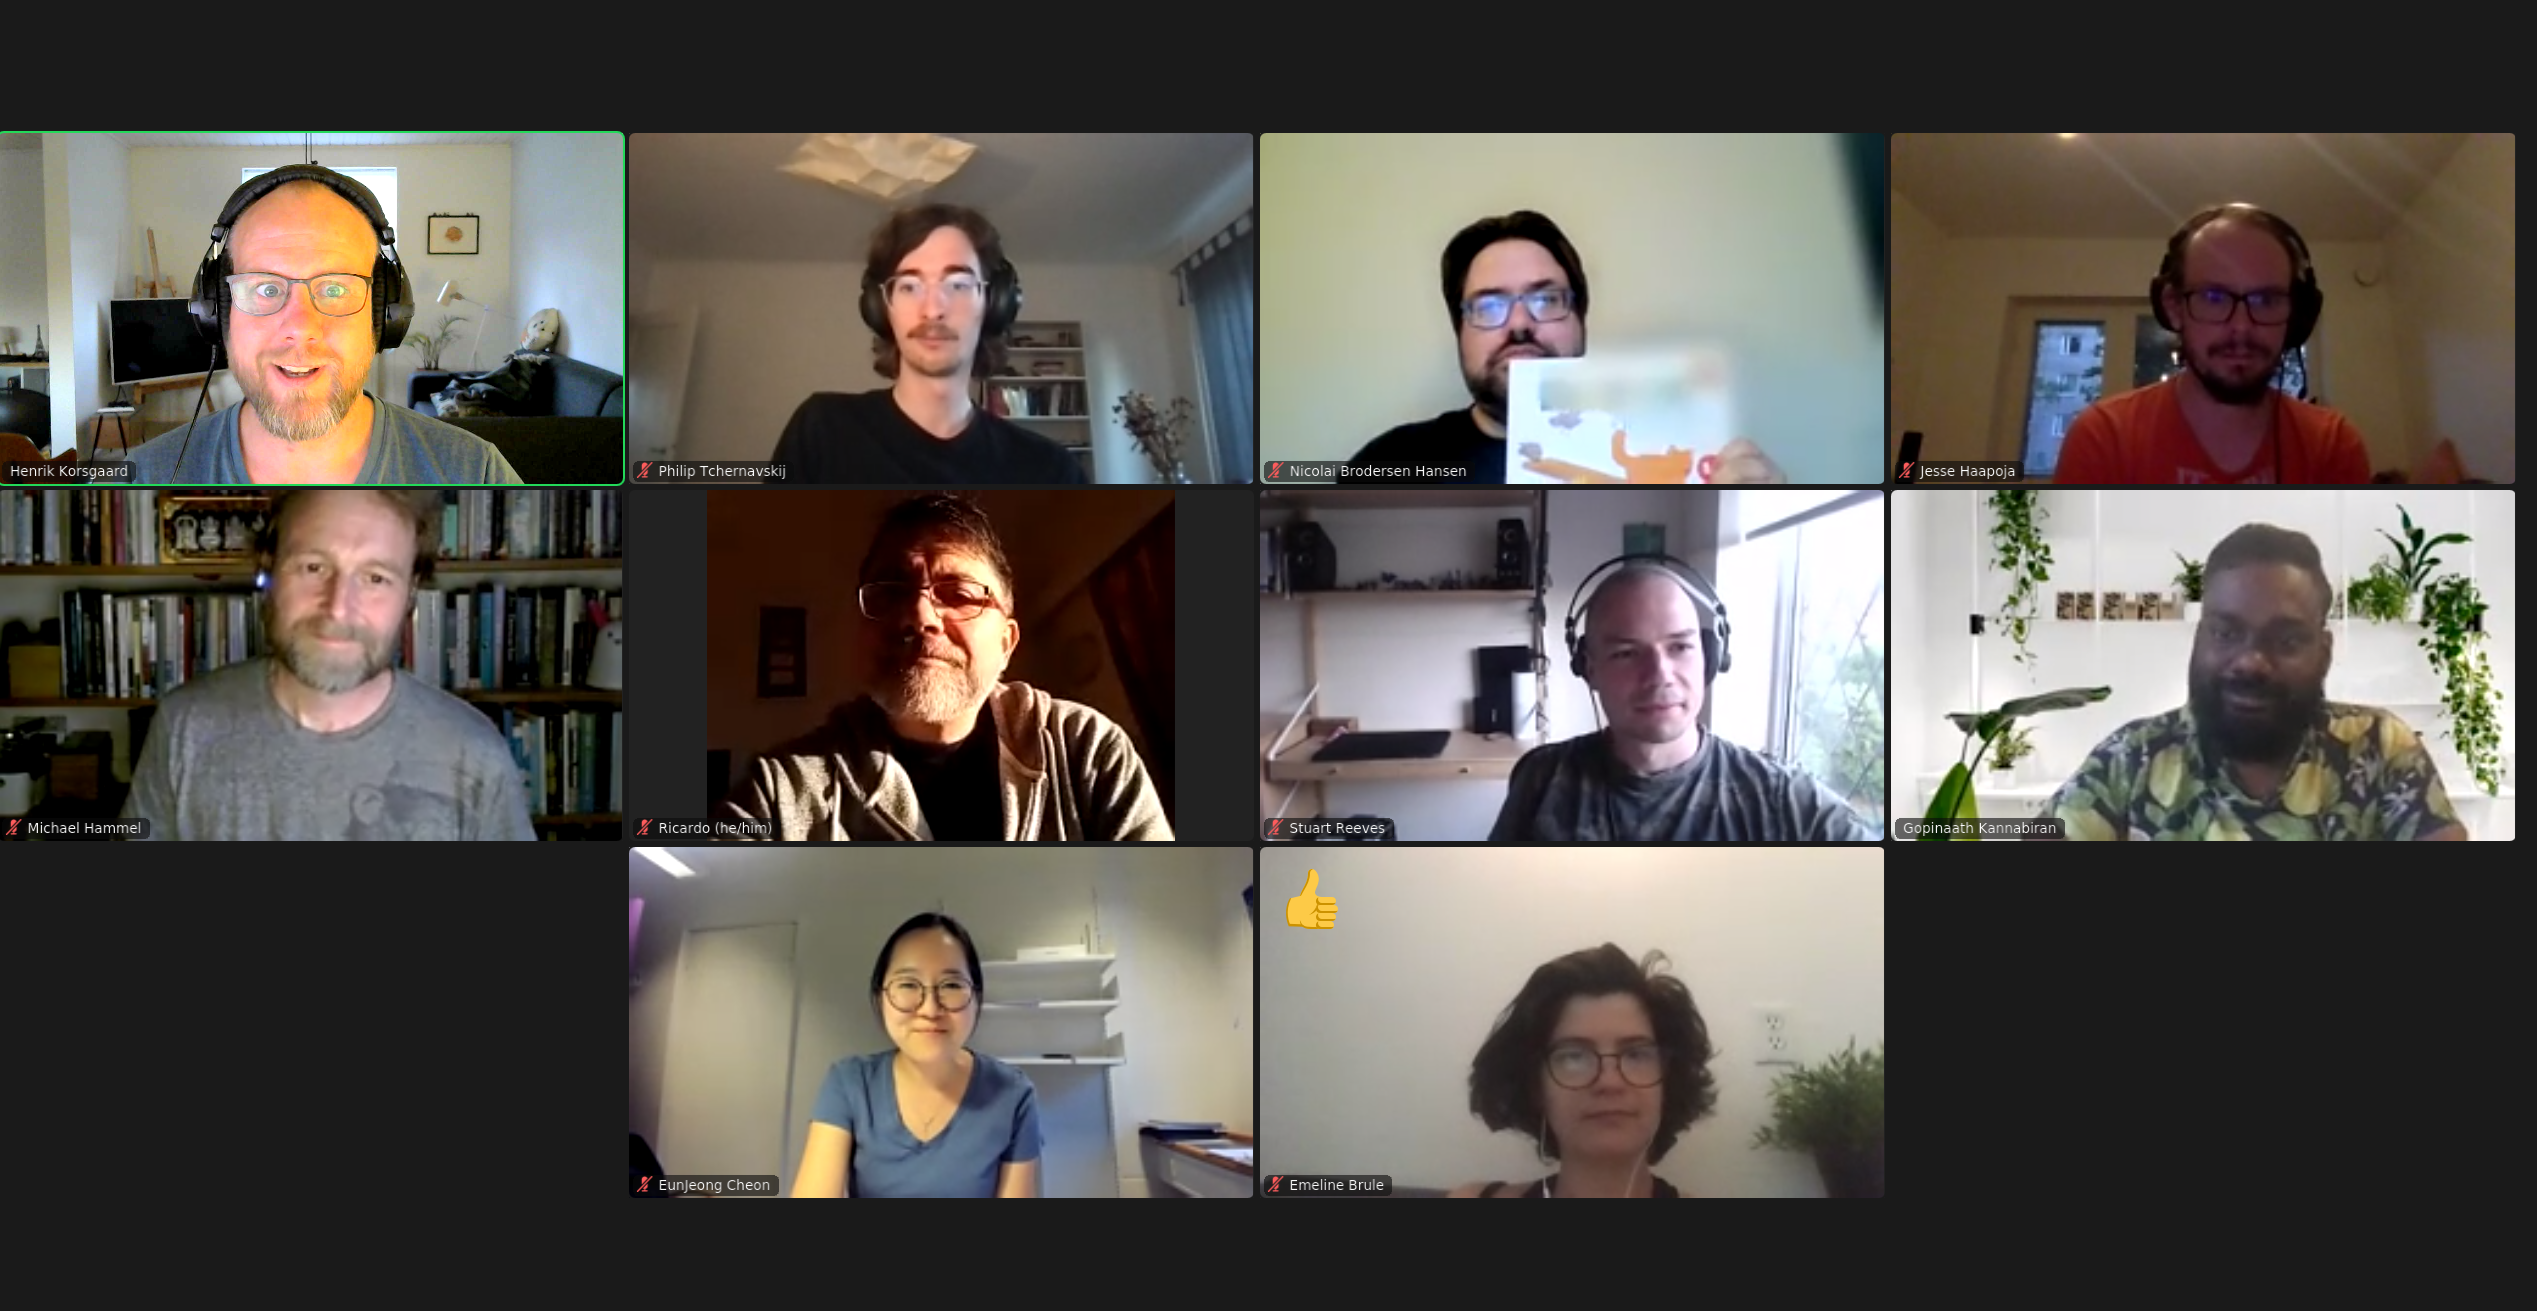 Henrik Korsgaard
Philip Tchernavskij
Nicolai Brodersen Hansen
Jesse Haapoja
Michael Hammel
Ricardo (he/him)
Stuart Reeves
Gopinaath Kannabiran
EunJeong Cheon
Emeline Brule